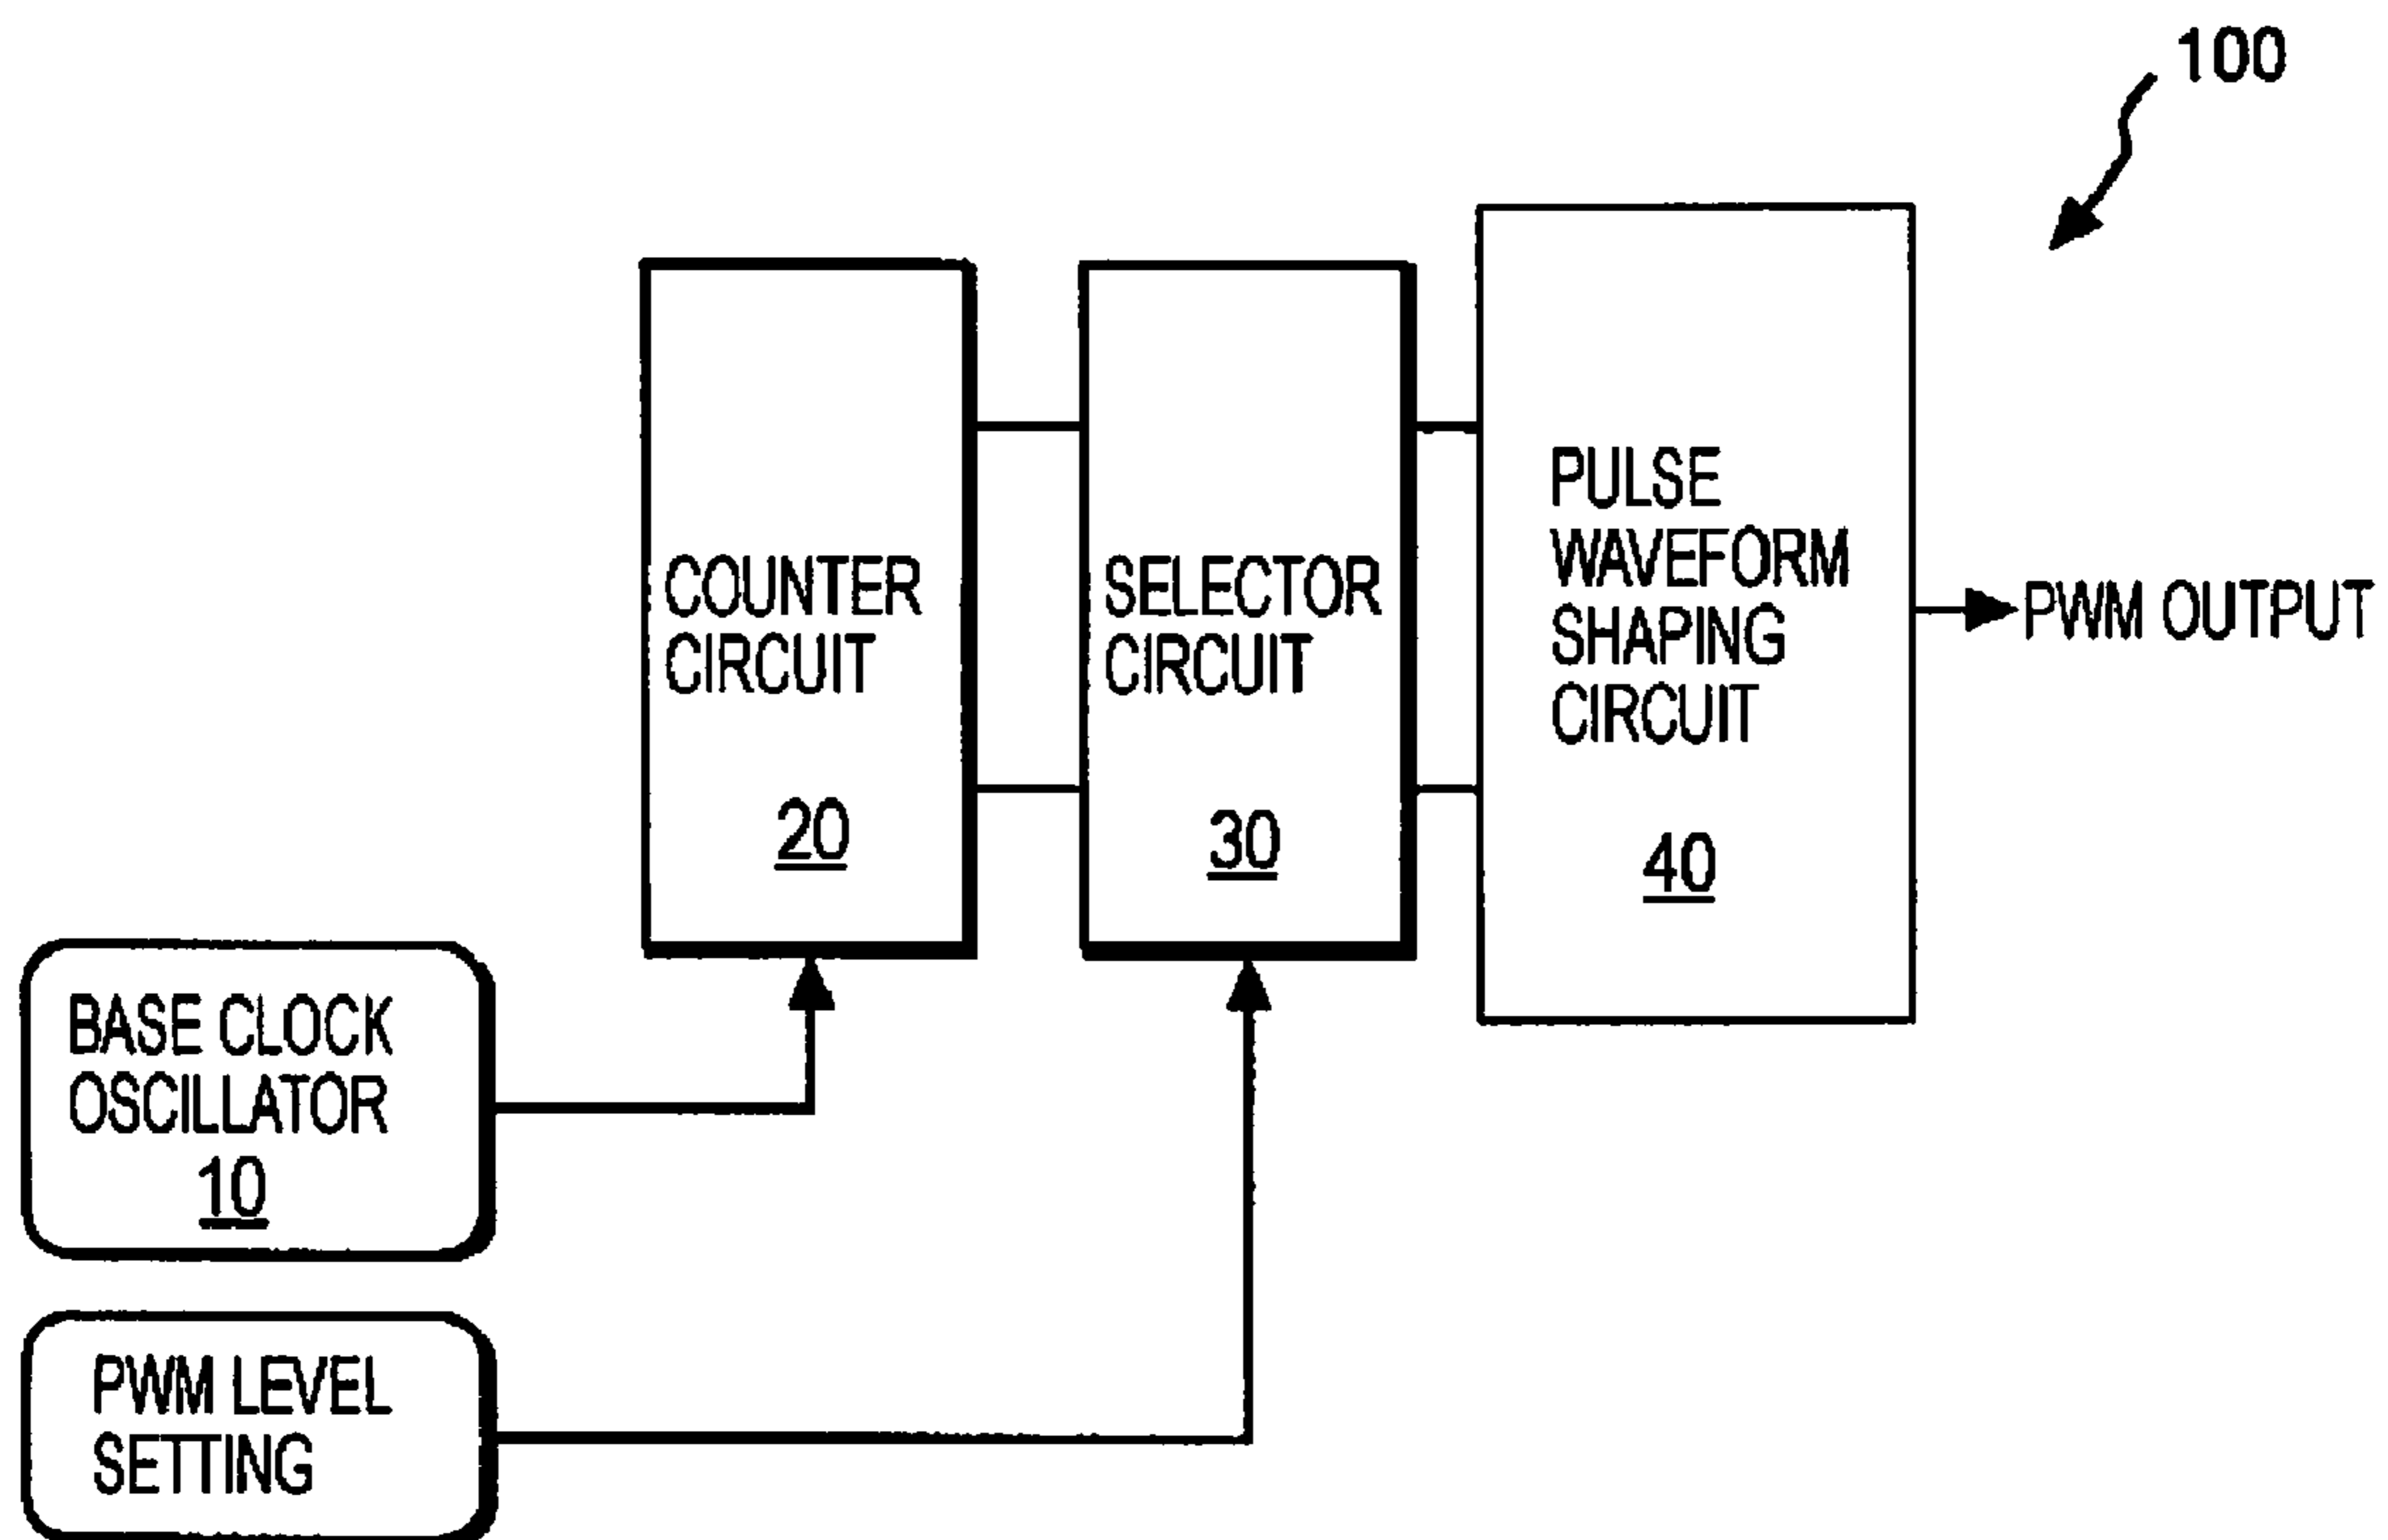 100
COUNTER
CIRCUIT
20
SELECTOR
CIRCUIT
30
PULSE
WAVEFORM
SHAPING
CIRCUIT
40
PWM OUTPUT
BASE CLOCK
OSCILLATOR
10
PWM LEVEL
SETTING